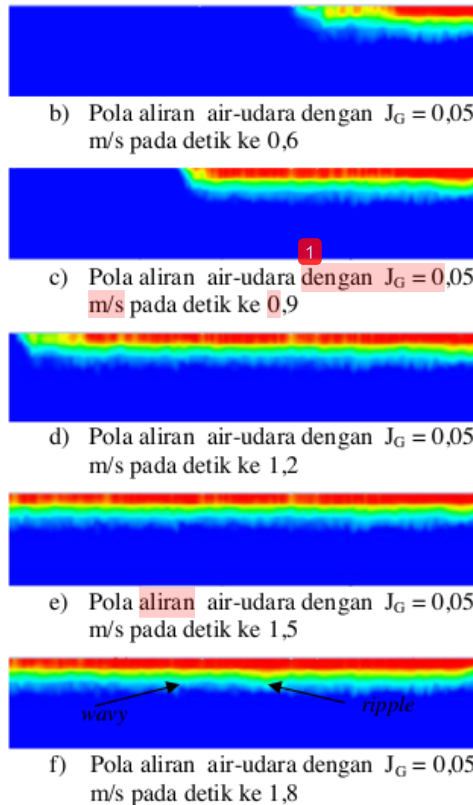 b) Pola aliran air-udara dengan J_G = 0,05
m/s pada detik ke 0,6
1
c) Pola aliran air-udara dengan J_G = 0,05
m/s pada detik ke 0,9
d) Pola aliran air-udara dengan J_G = 0,05
m/s pada detik ke 1,2
e) Pola aliran air-udara dengan J_G = 0,05
m/s pada detik ke 1,5
wavy
ripple
f) Pola aliran air-udara dengan J_G = 0,05
m/s pada detik ke 1,8